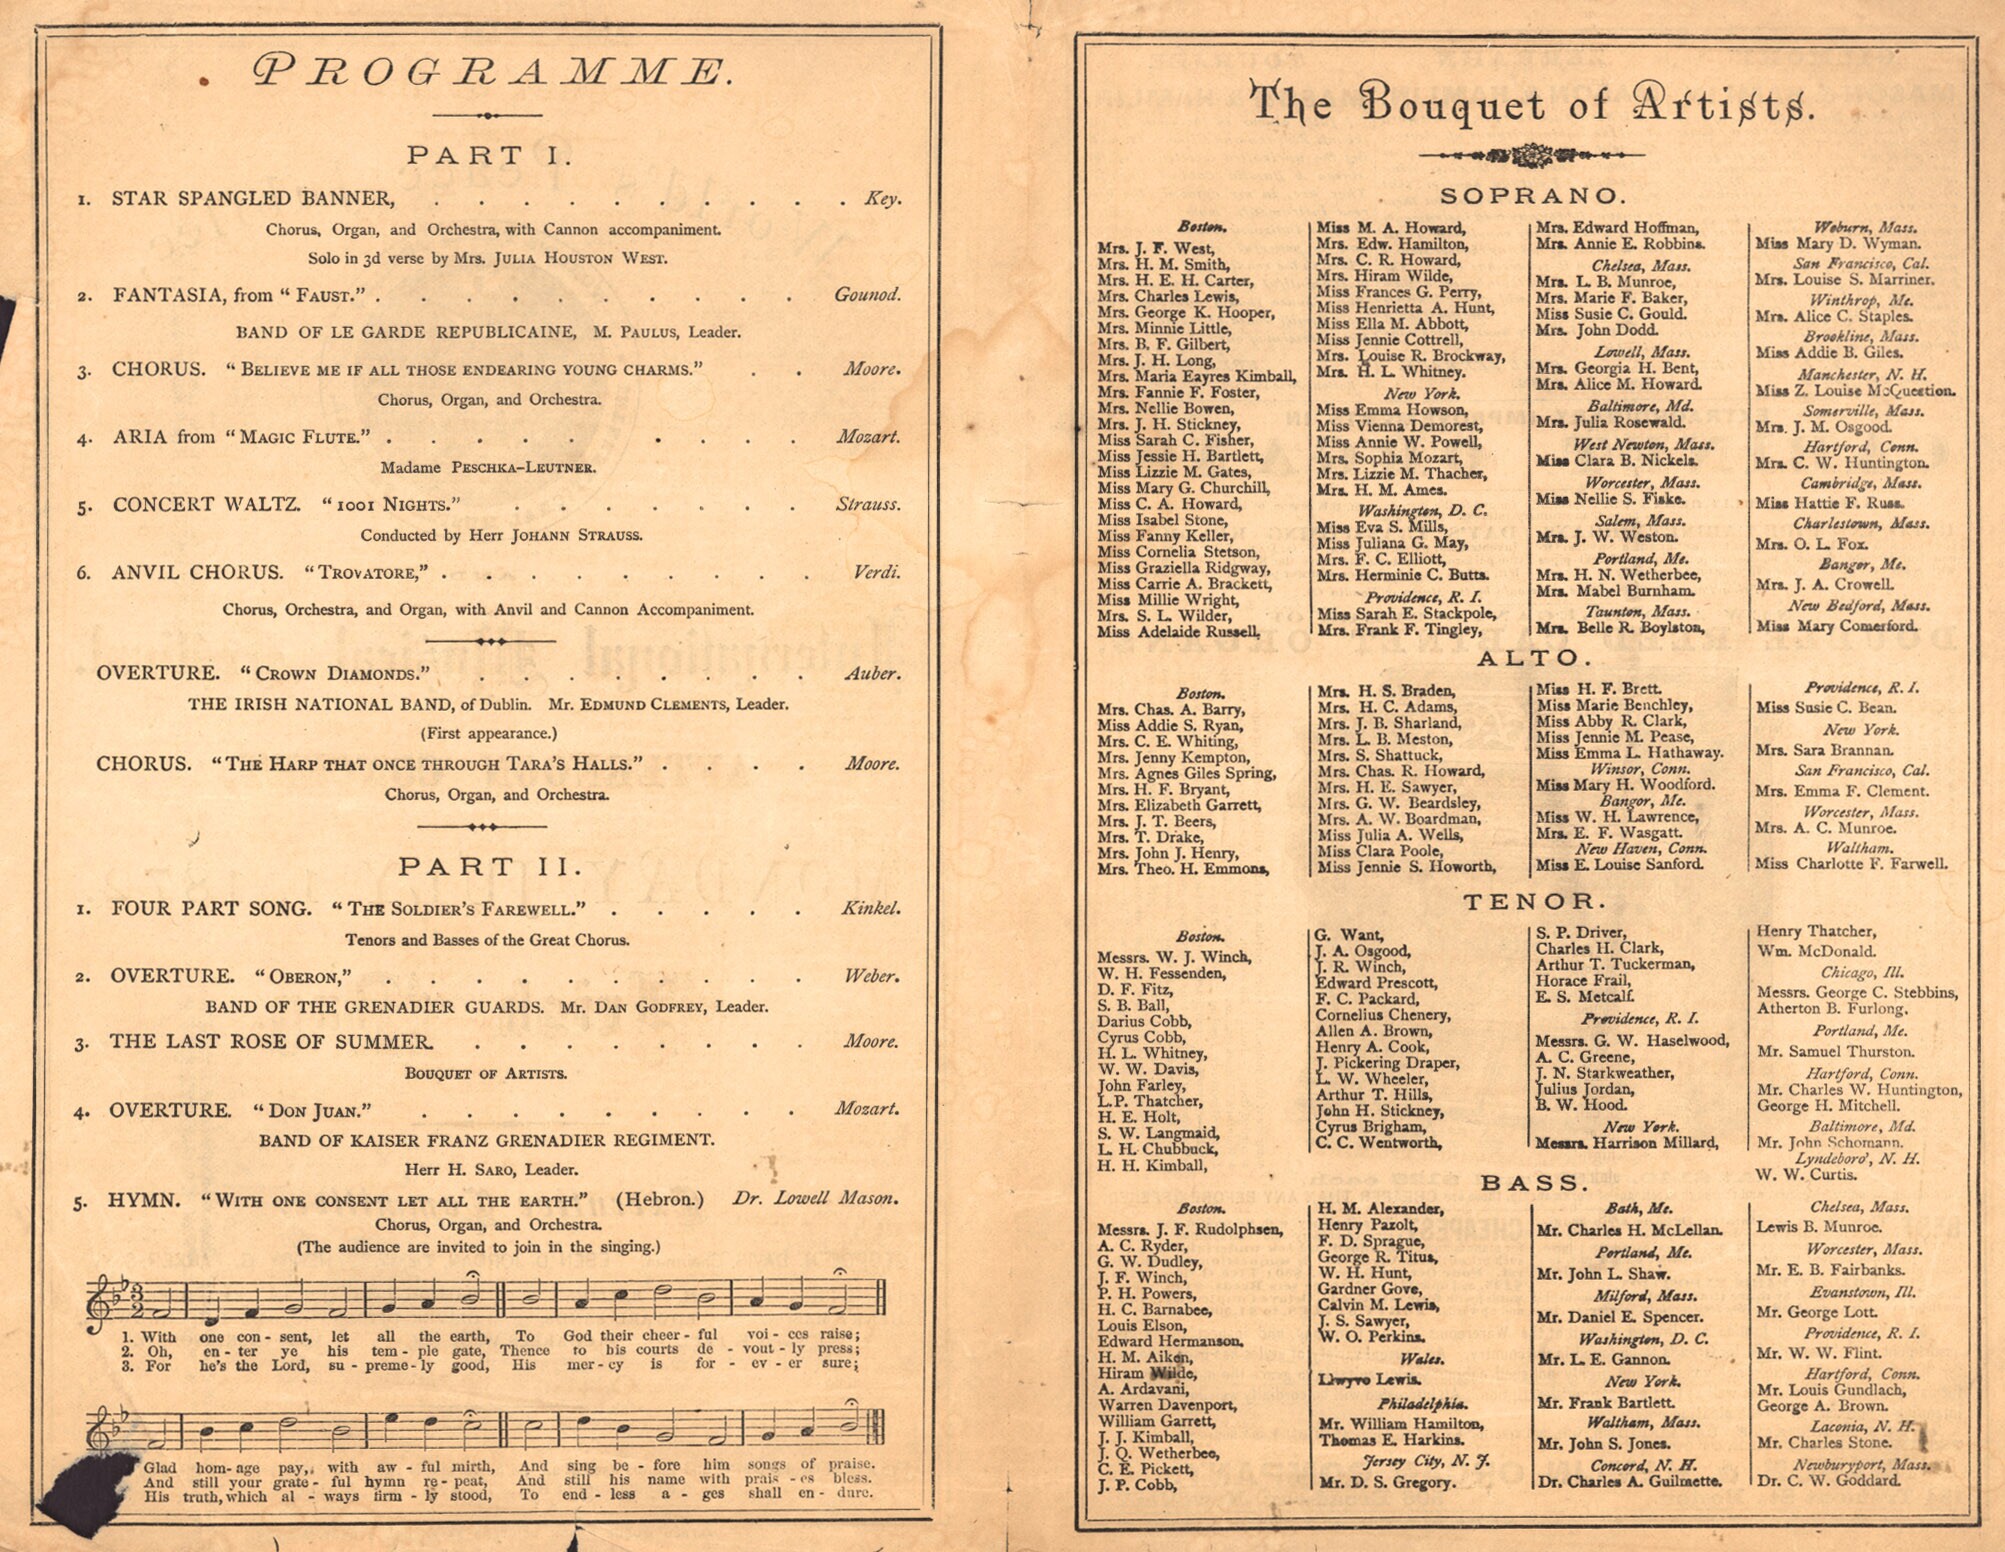 PROGRAMME.
PART I.
1. STAR SPANGLED BANNER, . . . . . . . . . . Key.
Chorus, Organ, and Orchestra, with Cannon accompaniment.
Solo in 3d verse by Mrs. JULIA HOUSTON WEST.
2. FANTASIA, from “ FAUST.” . . . . . . . . . . Gounod.
BAND OF LE GARDE REPUBLICAINE, M. PAULUS, Leader.
3. CHORUS. “ BELIEVE ME IF ALL THOSE ENDEARING YOUNG CHARMS.” . . Moore.
Chorus, Organ, and Orchestra.
4. ARIA from “ MAGIC FLUTE.” . . . . . . . . . . Mozart.
Madame PESCHKA-LEUTNER.
5. CONCERT WALTZ. “ 1001 NIGHTS.” . . . . . . . Strauss.
Conducted by Herr JOHANN STRAUSS.
6. ANVIL CHORUS. “ TROVATORE,” . . . . . . . . . Verdi.
Chorus, Orchestra, and Organ, with Anvil and Cannon Accompaniment.
OVERTURE. “ CROWN DIAMONDS.” . . . . . . . . Auber.
THE IRISH NATIONAL BAND, of Dublin. Mr. EDMUND CLEMENTS, Leader.
(First appearance.)
CHORUS. “ THE HARP THAT ONCE THROUGH TARA'S HALLS.” . . . . Moore.
Chorus, Organ, and Orchestra.
PART II.
1. FOUR PART SONG. “ THE SOLDIER'S FAREWELL.” . . . . . Kinkel.
Tenors and Basses of the Great Chorus.
2. OVERTURE. “ OBERON,” . . . . . . . . . . Weber.
BAND OF THE GRENADIER GUARDS. Mr. DAN GODFREY, Leader.
3. THE LAST ROSE OF SUMMER. . . . . . . . . Moore.
BOUQUET OF ARTISTS.
4. OVERTURE. “ DON JUAN.” . . . . . . . . . Mozart.
BAND OF KAISER FRANZ GRENADIER REGIMENT.
Herr H. SARO, Leader.
5. HYMN. “ WITH ONE CONSENT LET ALL THE EARTH.” (Hebron.) Dr. Lowell Mason.
Chorus, Organ, and Orchestra.
(The audience are invited to join in the singing.)
1. With one con - sent, let all the earth, To God their cheer - ful voi - ces raise;
2. Oh, en - ter ye his tem - ple gate, Thence to his courts de - vout - ly press;
3. For he's the Lord, su - preme - ly good, His mer - cy is for - ev - er sure;
Glad hom - age pay, with aw - ful mirth, And sing be - fore him songs of praise.
And still your grate - ful hymn re - peat, And still his name with prais - es bless.
His truth, which al - ways firm - ly stood, To end - less a - ges shall en - dure.
The Bouquet of Artists.
SOPRANO.
Boston.
Mrs. J. F. West,
Mrs. H. M. Smith,
Mrs. H. E. H. Carter,
Mrs. Charles Lewis,
Mrs. George K. Hooper,
Mrs. Minnie Little,
Mrs. B. F. Gilbert,
Mrs. J. H. Long,
Mrs. Maria Eayres Kimball,
Mrs. Fannie F. Foster,
Mrs. Nellie Bowen,
Mrs. J. H. Stickney,
Miss Sarah C. Fisher,
Miss Jessie H. Bartlett,
Miss Lizzie M. Gates,
Miss Mary G. Churchill,
Miss C. A. Howard,
Miss Isabel Stone,
Miss Fanny Keller,
Miss Cornelia Stetson,
Miss Graziella Ridgway,
Miss Carrie A. Brackett,
Miss Millie Wright,
Mrs. S. L. Wilder,
Miss Adelaide Russell,
Miss M. A. Howard,
Mrs. Edw. Hamilton,
Mrs. C. R. Howard,
Mrs. Hiram Wilde,
Miss Frances G. Perry,
Miss Henrietta A. Hunt,
Miss Ella M. Abbott,
Miss Jennie Cottrell,
Mrs. Louise R. Brockway,
Mrs. H. L. Whitney.
New York.
Miss Emma Howson,
Miss Vienna Demorest,
Miss Annie W. Powell,
Mrs. Sophia Mozart,
Mrs. Lizzie M. Thacher,
Mrs. H. M. Ames.
Washington, D. C.
Miss Eva S. Mills,
Miss Juliana G. May,
Mrs. F. C. Elliott,
Mrs. Herminie C. Butts.
Providence, R. I.
Miss Sarah E. Stackpole,
Mrs. Frank F. Tingley,
Mrs. Edward Hoffman,
Mrs. Annie E. Robbins.
Chelsea, Mass.
Mrs. L. B. Munroe,
Mrs. Marie F. Baker,
Miss Susie C. Gould.
Mrs. John Dodd.
Lowell, Mass.
Mrs. Georgia H. Bent,
Mrs. Alice M. Howard.
Baltimore, Md.
Mrs. Julia Rosewald.
West Newton, Mass.
Miss Clara B. Nickels.
Worcester, Mass.
Miss Nellie S. Fiske.
Salem, Mass.
Mrs. J. W. Weston.
Portland, Me.
Mrs. H. N. Wetherbee,
Mrs. Mabel Burnham.
Taunton, Mass.
Mrs. Belle R. Boylston,
Woburn, Mass.
Miss Mary D. Wyman.
San Francisco, Cal.
Mrs. Louise S. Marriner.
Winthrop, Me.
Mrs. Alice C. Staples.
Brookline, Mass.
Miss Addie B. Giles.
Manchester, N. H.
Miss Z. Louise McQuestion.
Somerville, Mass.
Mrs. J. M. Osgood.
Hartford, Conn.
Mrs. C. W. Huntington.
Cambridge, Mass.
Miss Hattie F. Russ.
Charlestown, Mass.
Mrs. O. L. Fox.
Bangor, Me.
Mrs. J. A. Crowell.
New Bedford, Mass.
Miss Mary Comerford.
ALTO.
Boston.
Mrs. Chas. A. Barry,
Miss Addie S. Ryan,
Mrs. C. E. Whiting,
Mrs. Jenny Kempton,
Mrs. Agnes Giles Spring,
Mrs. H. F. Bryant,
Mrs. Elizabeth Garrett,
Mrs. J. T. Beers,
Mrs. T. Drake,
Mrs. John J. Henry,
Mrs. Theo. H. Emmons,
Mrs. H. S. Braden,
Mrs. H. C. Adams,
Mrs. J. B. Sharland,
Mrs. L. B. Meston,
Mrs. S. Shattuck,
Mrs. Chas. R. Howard,
Mrs. H. E. Sawyer,
Mrs. G. W. Beardsley,
Mrs. A. W. Boardman,
Miss Julia A. Wells,
Miss Clara Poole,
Miss Jennie S. Howorth,
Miss H. F. Brett.
Miss Marie Benchley,
Miss Abby R. Clark,
Miss Jennie M. Pease,
Miss Emma L. Hathaway.
Winsor, Conn.
Miss Mary H. Woodford.
Bangor, Me.
Miss W. H. Lawrence,
Mrs. E. F. Wasgatt.
New Haven, Conn.
Miss E. Louise Sanford.
Providence, R. I.
Miss Susie C. Bean.
New York.
Mrs. Sara Brannan.
San Francisco, Cal.
Mrs. Emma F. Clement.
Worcester, Mass.
Mrs. A. C. Munroe.
Waltham.
Miss Charlotte F. Farwell.
TENOR.
Boston.
Messrs. W. J. Winch,
W. H. Fessenden,
D. F. Fitz,
S. B. Ball,
Darius Cobb,
Cyrus Cobb,
H. L. Whitney,
W. W. Davis,
John Farley,
L.P. Thatcher,
H. E. Holt,
S. W. Langmaid,
L. H. Chubbuck,
H. H. Kimball,
G. Want,
J. A. Osgood,
J. R. Winch,
Edward Prescott,
F. C. Packard,
Cornelius Chenery,
Allen A. Brown,
Henry A. Cook,
J. Pickering Draper,
L. W. Wheeler,
Arthur T. Hills,
John H. Stickney,
Cyrus Brigham,
C. C. Wentworth,
S. P. Driver,
Charles H. Clark,
Arthur T. Tuckerman,
Horace Frail,
E. S. Metcalf.
Providence, R. I.
Messrs. G. W. Haselwood,
A. C. Greene,
J. N. Starkweather,
Julius Jordan,
B. W. Hood.
New York.
Messrs. Harrison Millard,
Henry Thatcher,
Wm. McDonald.
Chicago, Ill.
Messrs. George C. Stebbins,
Atherton B. Furlong.
Portland, Me.
Mr. Samuel Thurston.
Hartford, Conn.
Mr. Charles W. Huntington,
George H. Mitchell.
Baltimore, Md.
Mr. John Schomann.
Lyndeboro', N. H.
W. W. Curtis.
BASS.
Boston.
Messrs. J. F. Rudolphsen,
A. C. Ryder,
G. W. Dudley,
J. F. Winch,
P. H. Powers,
H. C. Barnabee,
Louis Elson,
Edward Hermanson.
H. M. Aiken,
Hiram Wilde,
A. Ardavani,
Warren Davenport,
William Garrett,
J. J. Kimball,
J. Q. Wetherbee,
C. E. Pickett,
J. P. Cobb,
H. M. Alexander,
Henry Pazolt,
F. D. Sprague,
George R. Titus,
W. H. Hunt,
Gardner Gove,
Calvin M. Lewis,
J. S. Sawyer,
W. O. Perkins.
Wales.
Llwyvo Lewis.
Philadelphia.
Mr. William Hamilton,
Thomas E. Harkins.
Jersey City, N. J.
Mr. D. S. Gregory.
Bath, Me.
Mr. Charles H. McLellan.
Portland, Me.
Mr. John L. Shaw.
Milford, Mass.
Mr. Daniel E. Spencer.
Washington, D. C.
Mr. L. E. Gannon.
New York.
Mr. Frank Bartlett.
Waltham, Mass.
Mr. John S. Jones.
Concord, N. H.
Dr. Charles A. Guilmette.
Chelsea, Mass.
Lewis B. Munroe.
Worcester, Mass.
Mr. E. B. Fairbanks.
Evanstown, Ill.
Mr. George Lott.
Providence, R. I.
Mr. W. W. Flint.
Hartford, Conn.
Mr. Louis Gundlach,
George A. Brown.
Laconia, N. H.
Mr. Charles Stone.
Newburyport, Mass.
Dr. C. W. Goddard.